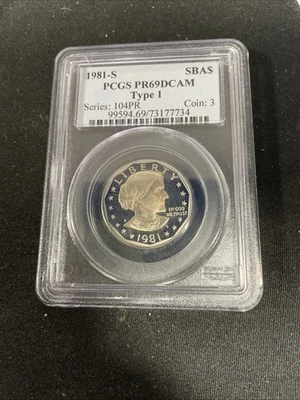 1981-S SBA$
PCGS PR69DCAM
Type 1
Series: 104PR Coin: 3
99594.69/73177734
LIBERTY
IN GOD
WE TRUST
1981